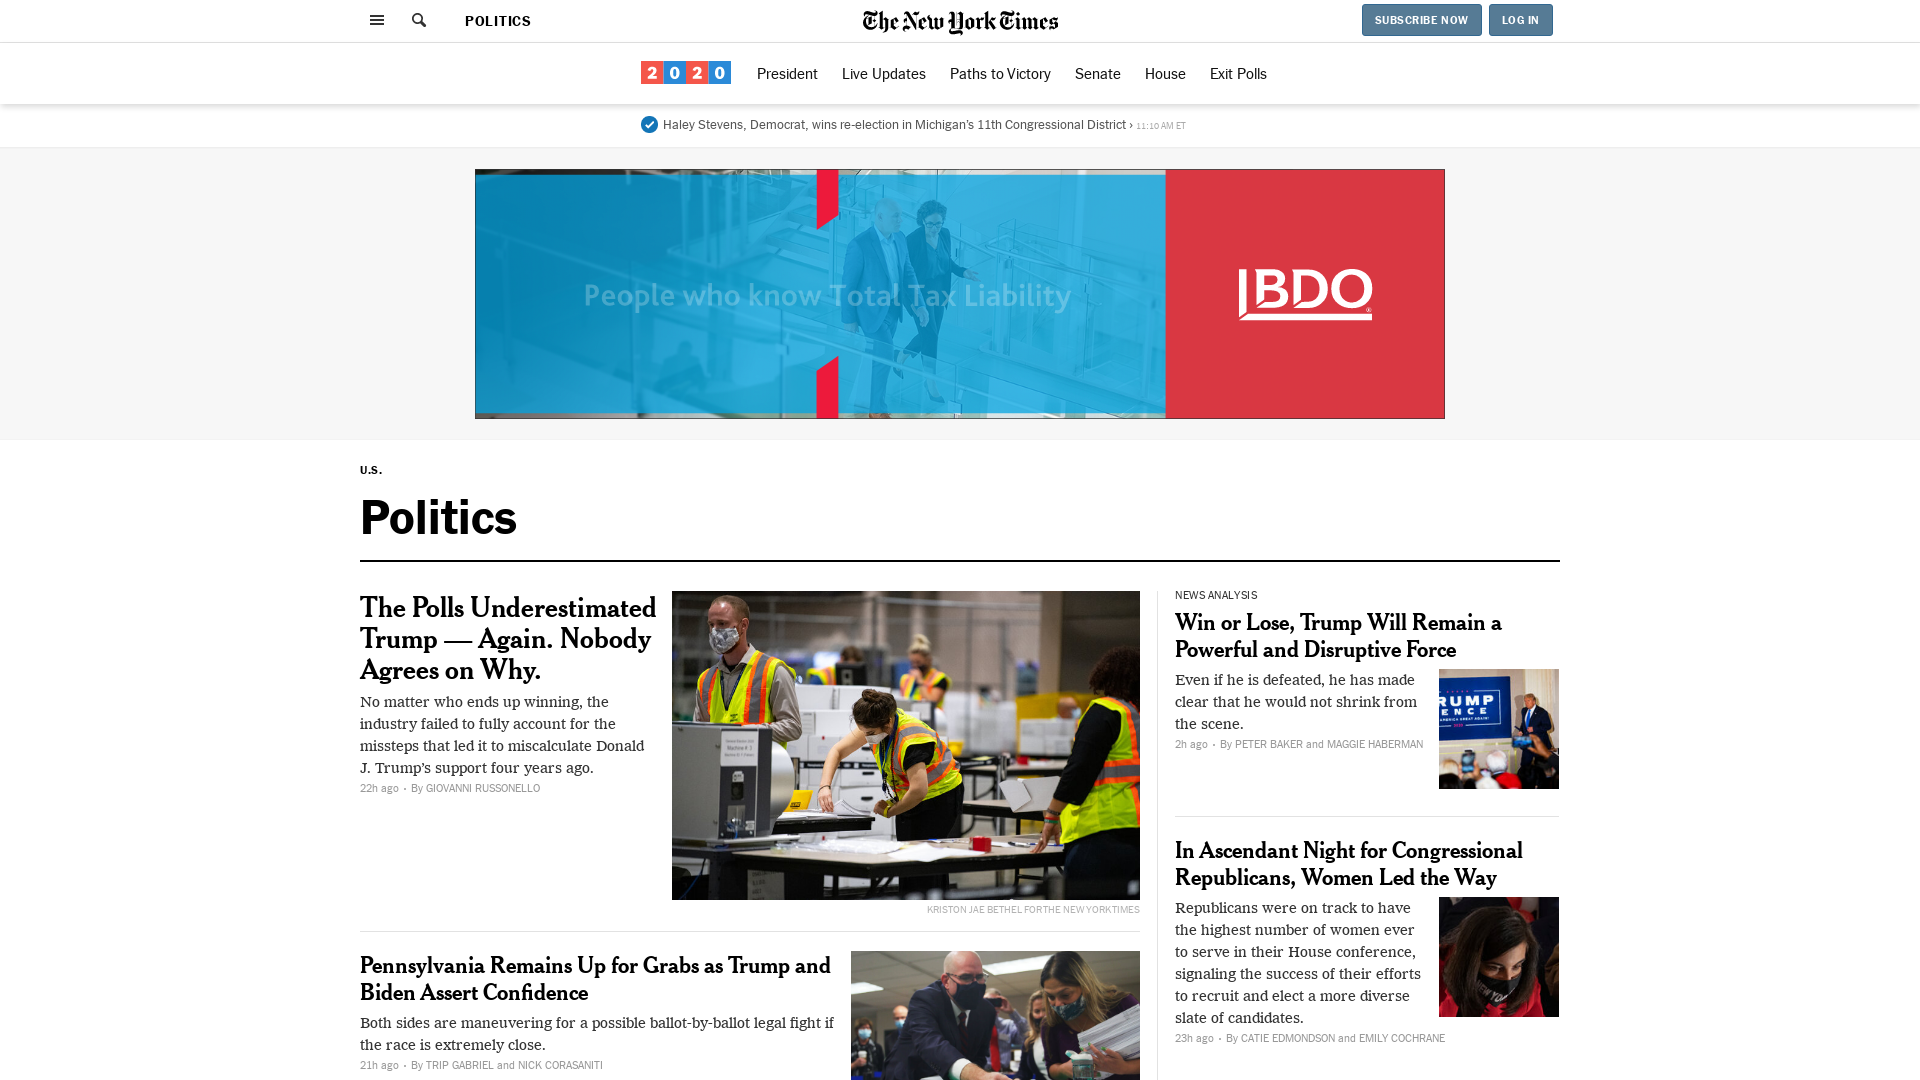 POLITICS
The New York Times
SUBSCRIBE NOW
LOG IN
2020
President
Live Updates
Paths to Victory
Senate
House
Exit Polls
Haley Stevens, Democrat, wins re-election in Michigan’s 11th Congressional District › 11:10 AM ET
People who know Total Tax Liability
BDO
U.S.
Politics
The Polls Underestimated
Trump — Again. Nobody
Agrees on Why.
No matter who ends up winning, the
industry failed to fully account for the
missteps that led it to miscalculate Donald
J. Trump’s support four years ago.
22h ago · By GIOVANNI RUSSONELLO
KRISTON JAE BETHEL FOR THE NEW YORK TIMES
Pennsylvania Remains Up for Grabs as Trump and
Biden Assert Confidence
Both sides are maneuvering for a possible ballot-by-ballot legal fight if
the race is extremely close.
21h ago · By TRIP GABRIEL and NICK CORASANITI
NEWS ANALYSIS
Win or Lose, Trump Will Remain a
Powerful and Disruptive Force
Even if he is defeated, he has made
clear that he would not shrink from
the scene.
2h ago · By PETER BAKER and MAGGIE HABERMAN
RUMP
ENCE
In Ascendant Night for Congressional
Republicans, Women Led the Way
Republicans were on track to have
the highest number of women ever
to serve in their House conference,
signaling the success of their efforts
to recruit and elect a more diverse
slate of candidates.
23h ago · By CATIE EDMONDSON and EMILY COCHRANE